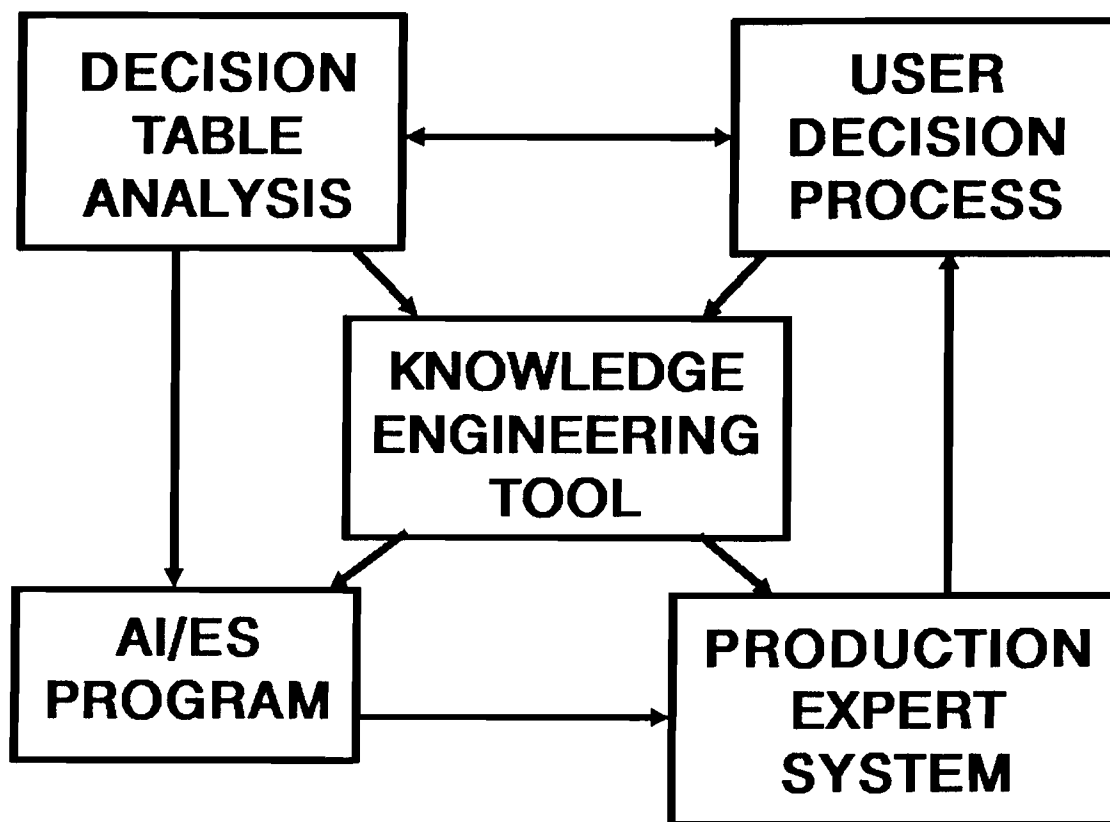 DECISION
TABLE
ANALYSIS
USER
DECISION
PROCESS
KNOWLEDGE
ENGINEERING
TOOL
AI/ES
PROGRAM
PRODUCTION
EXPERT
SYSTEM